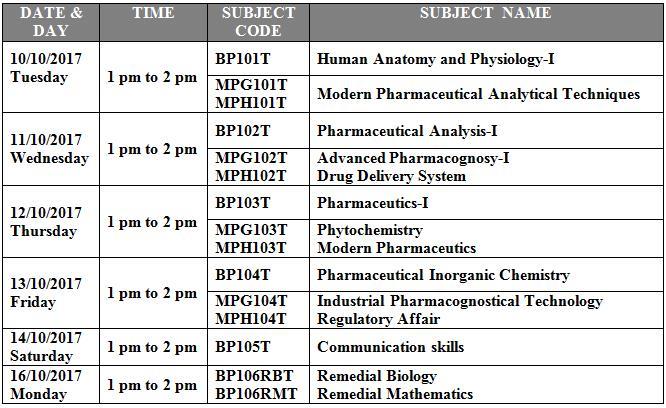 DATE & DAY TIME SUBJECT CODE SUBJECT NAME
10/10/2017 Tuesday 1 pm to 2 pm BP101T Human Anatomy and Physiology-I
MPG101T MPH101T Modern Pharmaceutical Analytical Techniques
11/10/2017 Wednesday 1 pm to 2 pm BP102T Pharmaceutical Analysis-I
MPG102T Advanced Pharmacognosy-I
MPH102T Drug Delivery System
12/10/2017 Thursday 1 pm to 2 pm BP103T Pharmaceutics-I
MPG103T Phytochemistry
MPH103T Modern Pharmaceutics
13/10/2017 Friday 1 pm to 2 pm BP104T Pharmaceutical Inorganic Chemistry
MPG104T Industrial Pharmacognostical Technology
MPH104T Regulatory Affair
14/10/2017 Saturday 1 pm to 2 pm BP105T Communication skills
16/10/2017 Monday 1 pm to 2 pm BP106RBT Remedial Biology
BP106RMT Remedial Mathematics